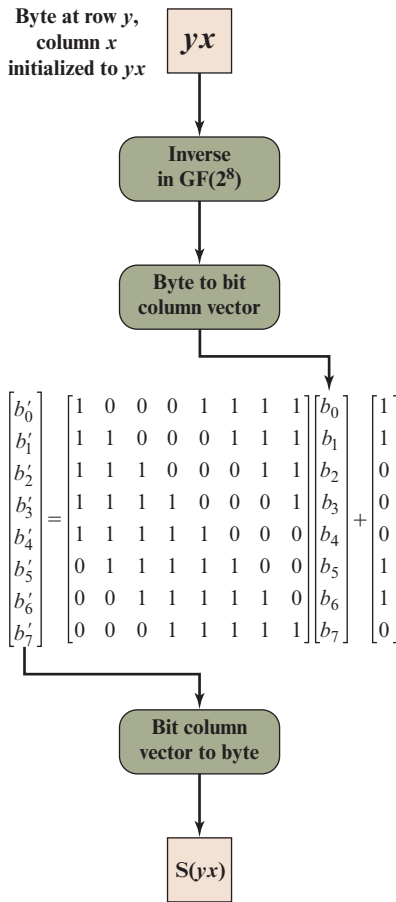 Byte at row y,
column x
initialized to yx
yx
Inverse
in GF(2⁸)
Byte to bit
column vector
b′₀ 1 0 0 0 1 1 1 1 b₀ 1
b′₁ 1 1 0 0 0 1 1 1 b₁ 1
b′₂ 1 1 1 0 0 0 1 1 b₂ 0
b′₃ = 1 1 1 1 0 0 0 1 b₃ + 0
b′₄ 1 1 1 1 1 0 0 0 b₄ 0
b′₅ 0 1 1 1 1 1 0 0 b₅ 1
b′₆ 0 0 1 1 1 1 1 0 b₆ 1
b′₇ 0 0 0 1 1 1 1 1 b₇ 0
Bit column
vector to byte
S(yx)